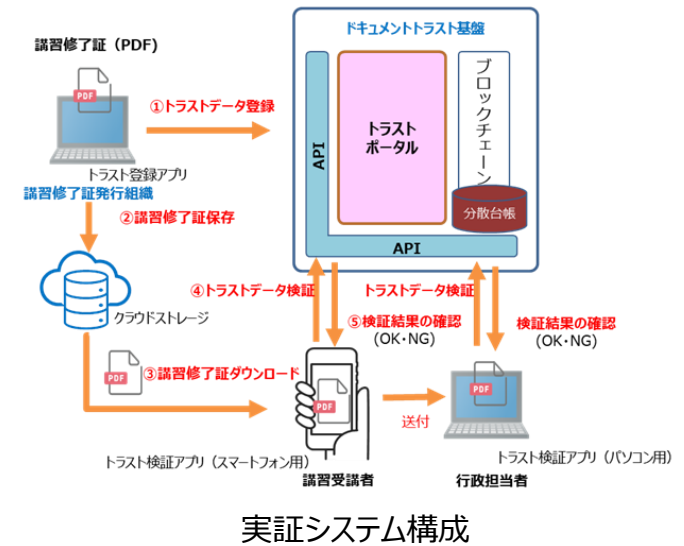 ドキュメントトラスト基盤
講習修了証（PDF)
PDF
①トラストデータ登録
トラスト登録アプリ
講習修了証発行組織
API
トラスト
ポータル
ブロックチェーン
分散台帳
API
②講習修了証保存
クラウドストレージ
④トラストデータ検証
⑤検証結果の確認
(OK・NG)
トラストデータ検証
検証結果の確認
(OK・NG)
PDF
③講習修了証ダウンロード
PDF
送付
PDF
トラスト検証アプリ（スマートフォン用）
講習受講者
トラスト検証アプリ（パソコン用）
行政担当者
実証システム構成